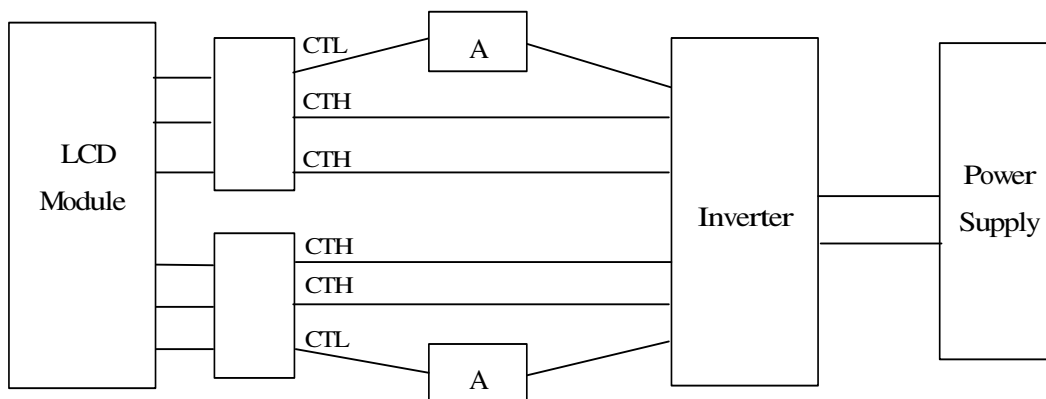 CTL
A
CTH
CTH
LCD
Module
Inverter
Power
Supply
CTH
CTH
CTL
A